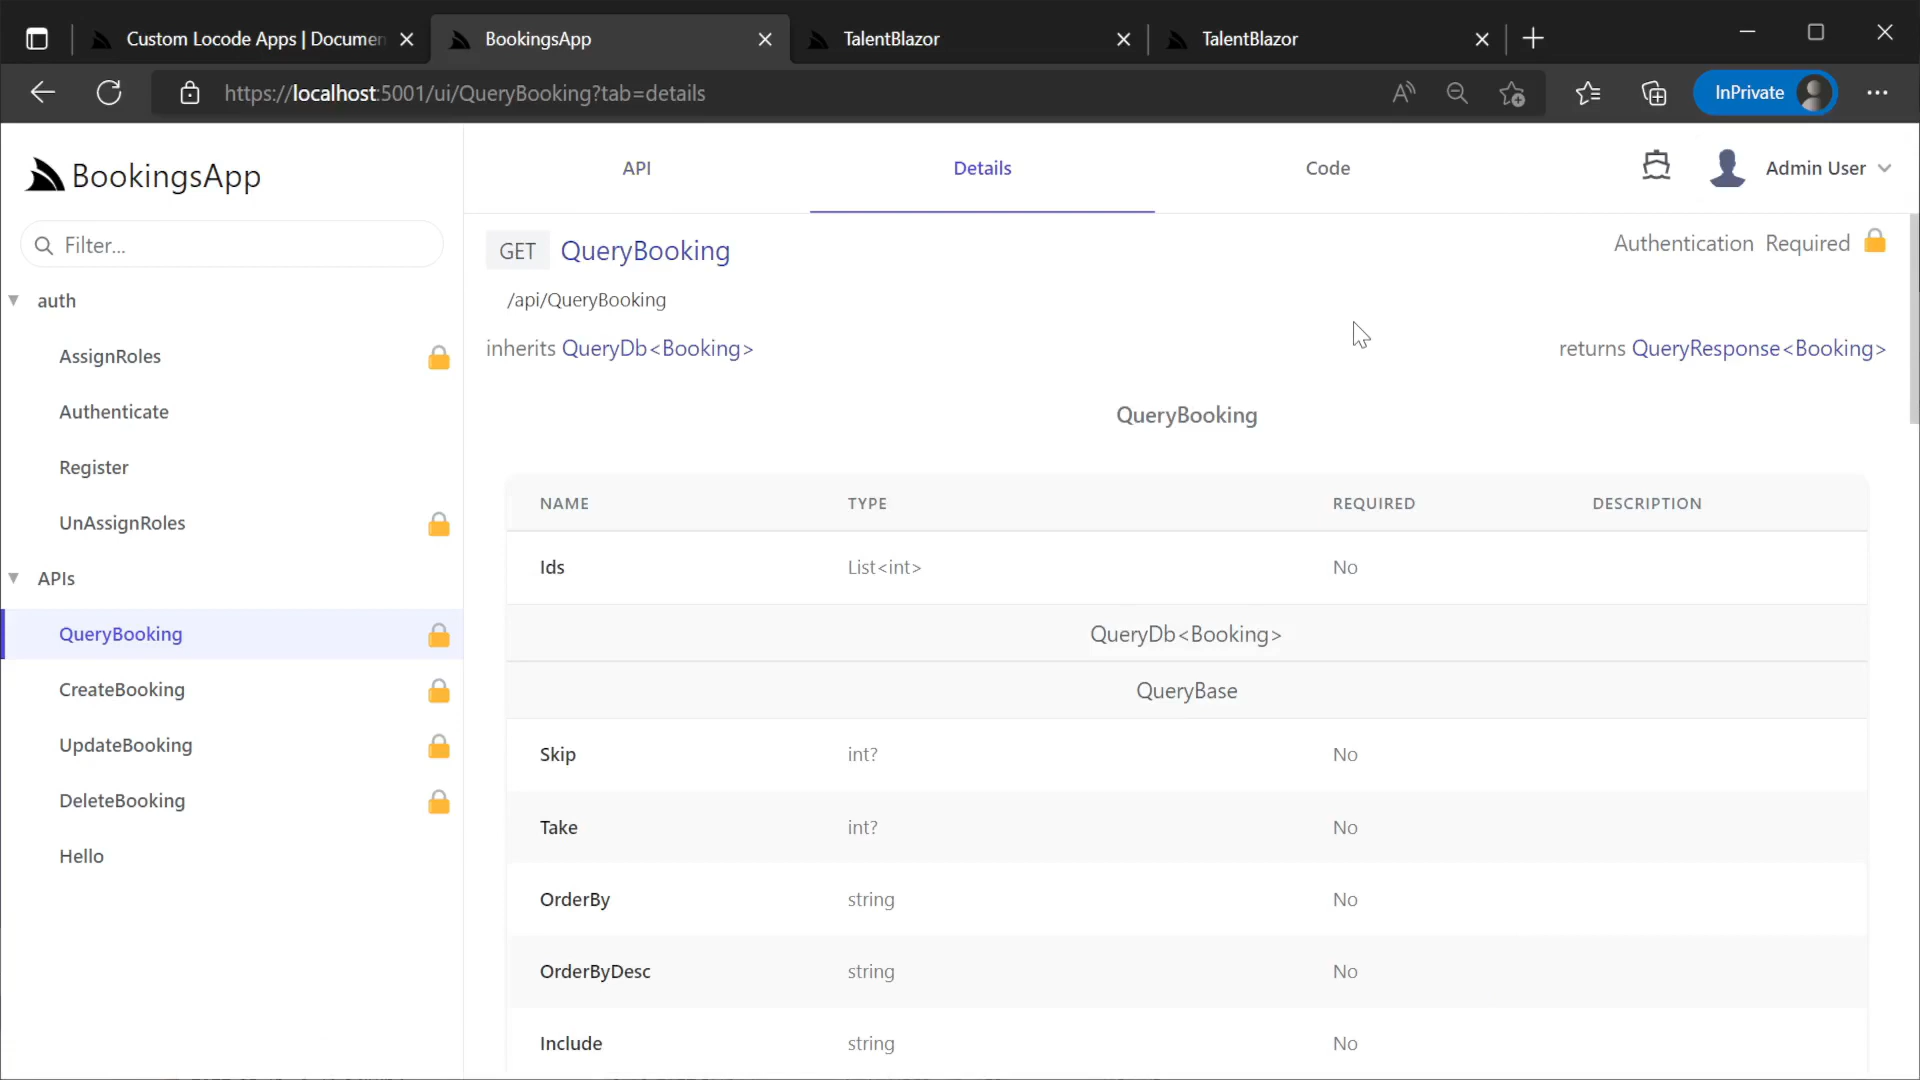 Custom Locode Apps | Documen
BookingsApp
TalentBlazor
TalentBlazor
https://localhost:5001/ui/QueryBooking?tab=details
InPrivate
BookingsApp
API
Details
Code
Admin User
Filter...
GET QueryBooking
Authentication Required
/api/QueryBooking
inherits QueryDb<Booking>
returns QueryResponse<Booking>
auth
AssignRoles
Authenticate
Register
UnAssignRoles
APIs
QueryBooking
CreateBooking
UpdateBooking
DeleteBooking
Hello
QueryBooking
NAME TYPE REQUIRED DESCRIPTION
Ids List<int> No
QueryDb<Booking>
QueryBase
Skip int? No
Take int? No
OrderBy string No
OrderByDesc string No
Include string No